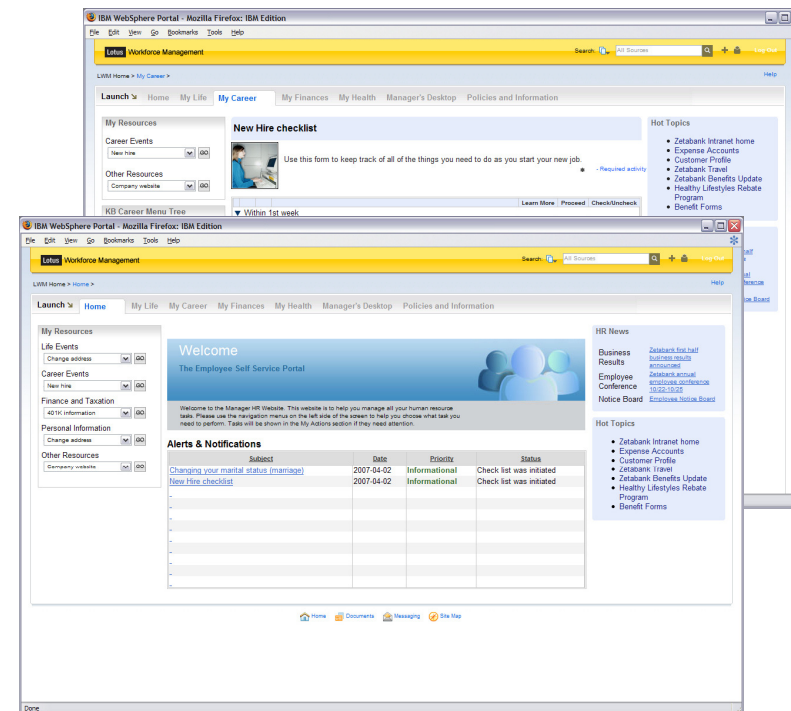 IBM WebSphere Portal - Mozilla Firefox: IBM Edition
File Edit View Go Bookmarks Tools Help
Lotus Workforce Management
Search: All Sources Log Out
LWM Home > My Career >
Help
Launch Home My Life My Career My Finances My Health Manager's Desktop Policies and Information
My Resources
Career Events
New hire GO
Other Resources
Company website GO
KB Career Menu Tree
New Hire checklist
Use this form to keep track of all of the things you need to do as you start your new job.
* - Required activity
Learn More Proceed Check/Uncheck
▼ Within 1st week
Hot Topics
• Zetabank Intranet home
• Expense Accounts
• Customer Profile
• Zetabank Travel
• Zetabank Benefits Update
• Healthy Lifestyles Rebate
Program
• Benefit Forms
IBM WebSphere Portal - Mozilla Firefox: IBM Edition
File Edit View Go Bookmarks Tools Help
Lotus Workforce Management
Search: All Sources Log Out
LWM Home > Home >
Help
Launch Home My Life My Career My Finances My Health Manager's Desktop Policies and Information
My Resources
Life Events
Change address GO
Career Events
New hire GO
Finance and Taxation
401K information GO
Personal Information
Change address GO
Other Resources
Company website GO
Welcome
The Employee Self Service Portal
Welcome to the Manager HR Website. This website is to help you manage all your human resource
tasks. Please use the navigation menus on the left side of the screen to help you choose what task you
need to perform. Tasks will be shown in the My Actions section if they need attention.
Alerts & Notifications
Subject Date Priority Status
Changing your marital status (marriage) 2007-04-02 Informational Check list was initiated
New Hire checklist 2007-04-02 Informational Check list was initiated
-
-
-
-
-
-
-
-
-
HR News
Business Results Zetabank first half business results announced
Employee Conference Zetabank annual employee conference 10/22-10/25
Notice Board Employee Notice Board
Hot Topics
• Zetabank Intranet home
• Expense Accounts
• Customer Profile
• Zetabank Travel
• Zetabank Benefits Update
• Healthy Lifestyles Rebate
Program
• Benefit Forms
Home Documents Messaging Site Map
Done